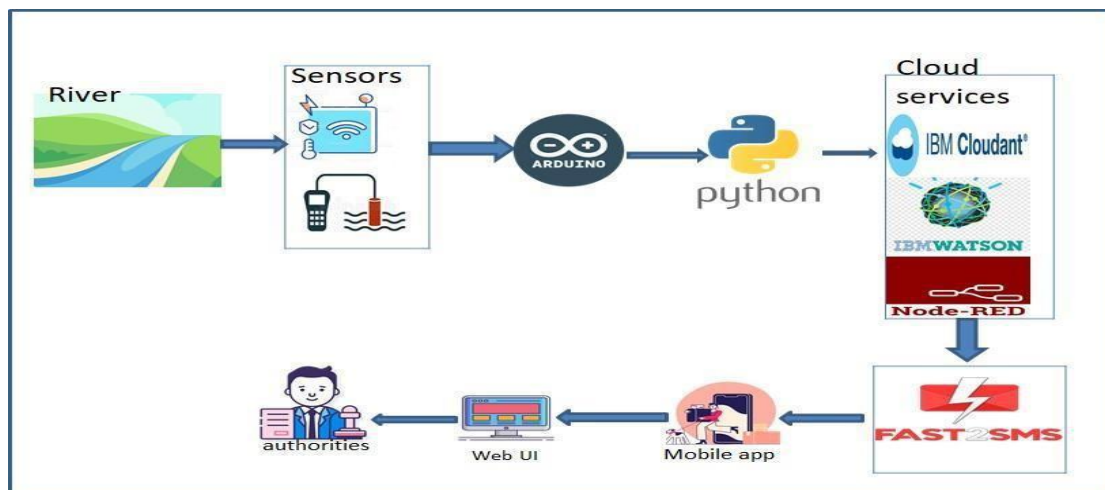 River
Sensors
ARDUINO
python
Cloud
services
IBM Cloudant®
IBMWATSON
Node-RED
FAST2SMS
Mobile app
Web UI
authorities